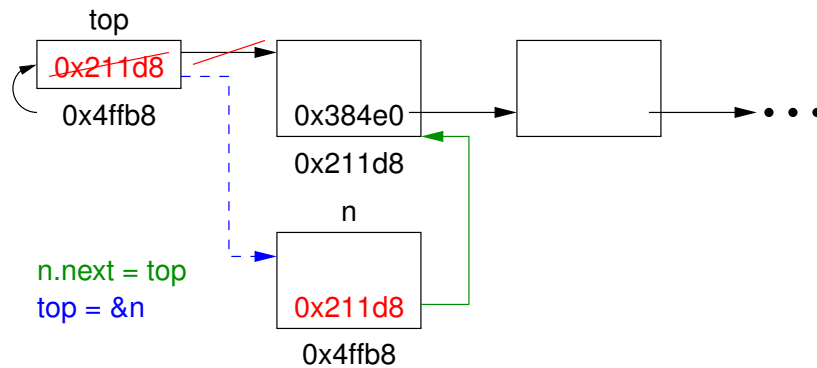 top
0x211d8
0x4ffb8
0x384e0
0x211d8
n
n.next = top
top = &n
0x211d8
0x4ffb8